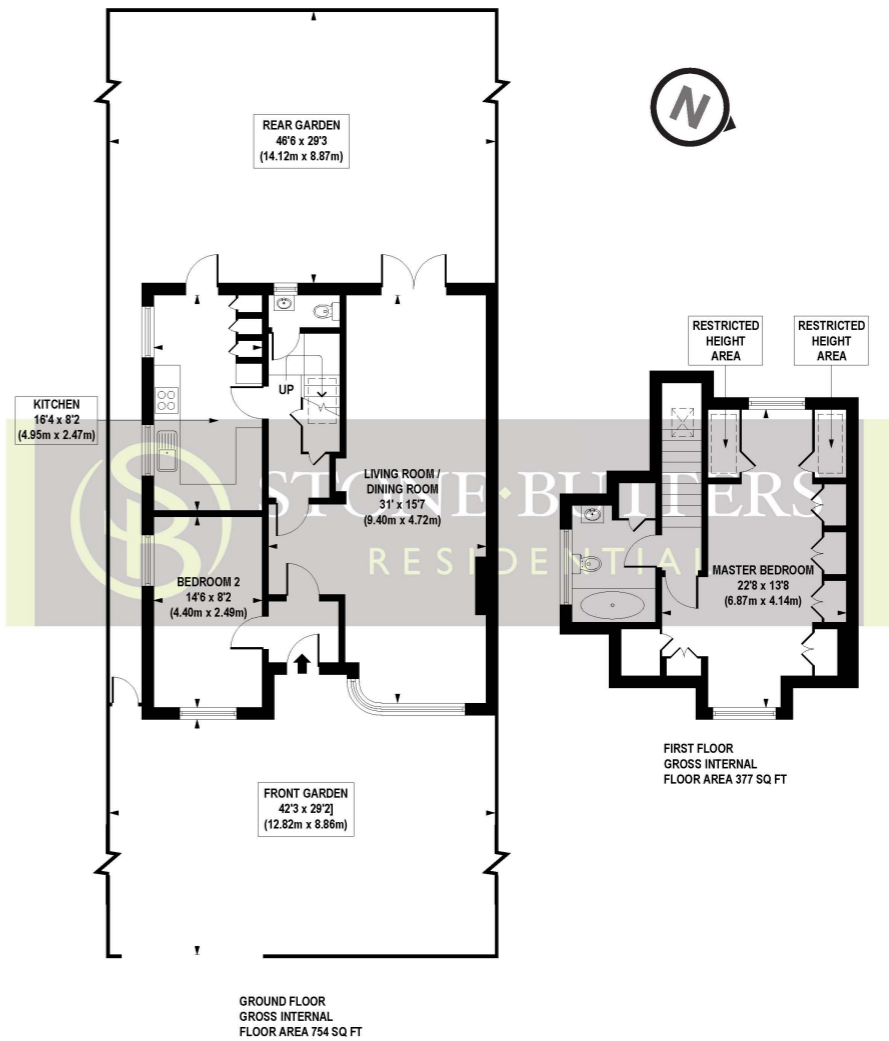 REAR GARDEN
46'6 x 29'3
(14.12m x 8.87m)
N
RESTRICTED
HEIGHT
AREA
RESTRICTED
HEIGHT
AREA
UP
KITCHEN
16'4 x 8'2
(4.95m x 2.47m)
LIVING ROOM /
DINING ROOM
31' x 15'7
(9.40m x 4.72m)
SB
STONE·BUTTERS
RESIDENTIAL
BEDROOM 2
14'6 x 8'2
(4.40m x 2.49m)
MASTER BEDROOM
22'8 x 13'8
(6.87m x 4.14m)
FRONT GARDEN
42'3 x 29'2]
(12.82m x 8.86m)
FIRST FLOOR
GROSS INTERNAL
FLOOR AREA 377 SQ FT
GROUND FLOOR
GROSS INTERNAL
FLOOR AREA 754 SQ FT